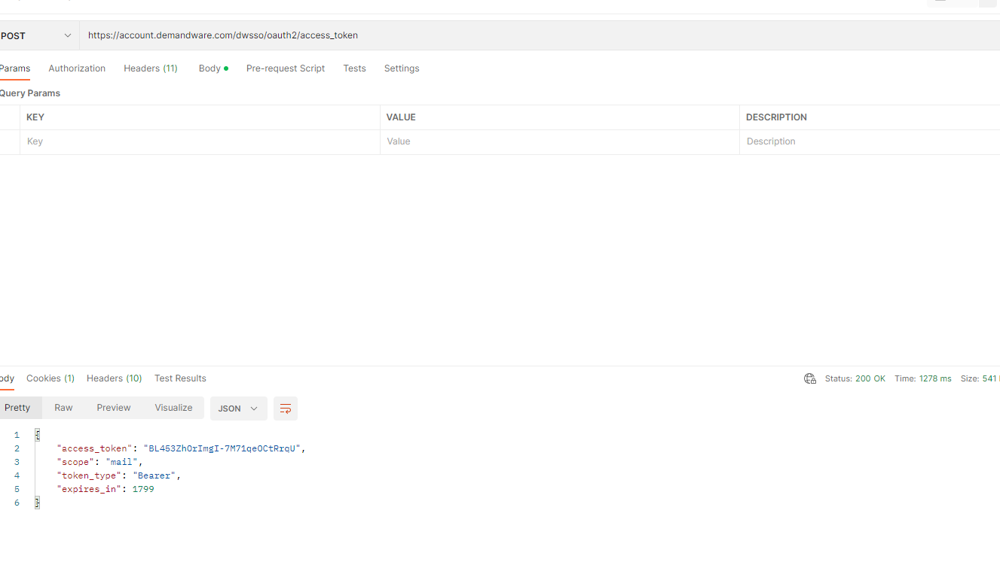 POST https://account.demandware.com/dwsso/oauth2/access_token
Params Authorization Headers (11) Body Pre-request Script Tests Settings
Query Params
KEY VALUE DESCRIPTION
Key Value Description
ody Cookies (1) Headers (10) Test Results Status: 200 OK Time: 1278 ms Size: 541
Pretty Raw Preview Visualize JSON
1 {
2 "access_token": "BL453ZhOrImgI-7M71qeOCtRrqU",
3 "scope": "mail",
4 "token_type": "Bearer",
5 "expires_in": 1799
6 }